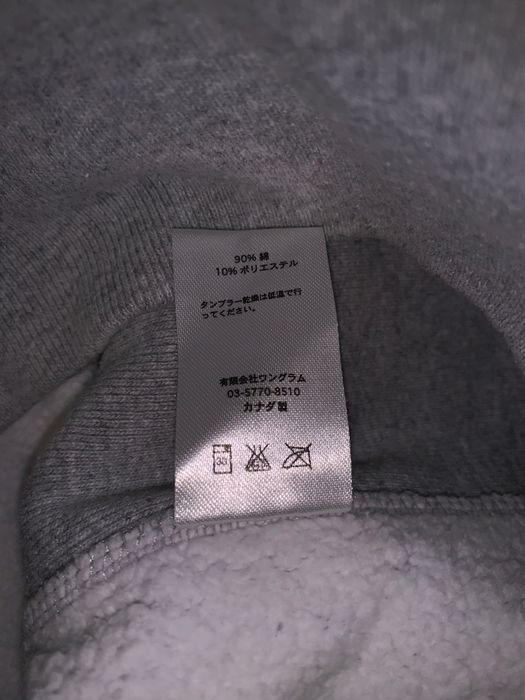 90% 綿
10% ポリエステル
タンブラー乾燥は低温で行
ってください。
有限会社ワングラム
03-5770-8510
カナダ製
30